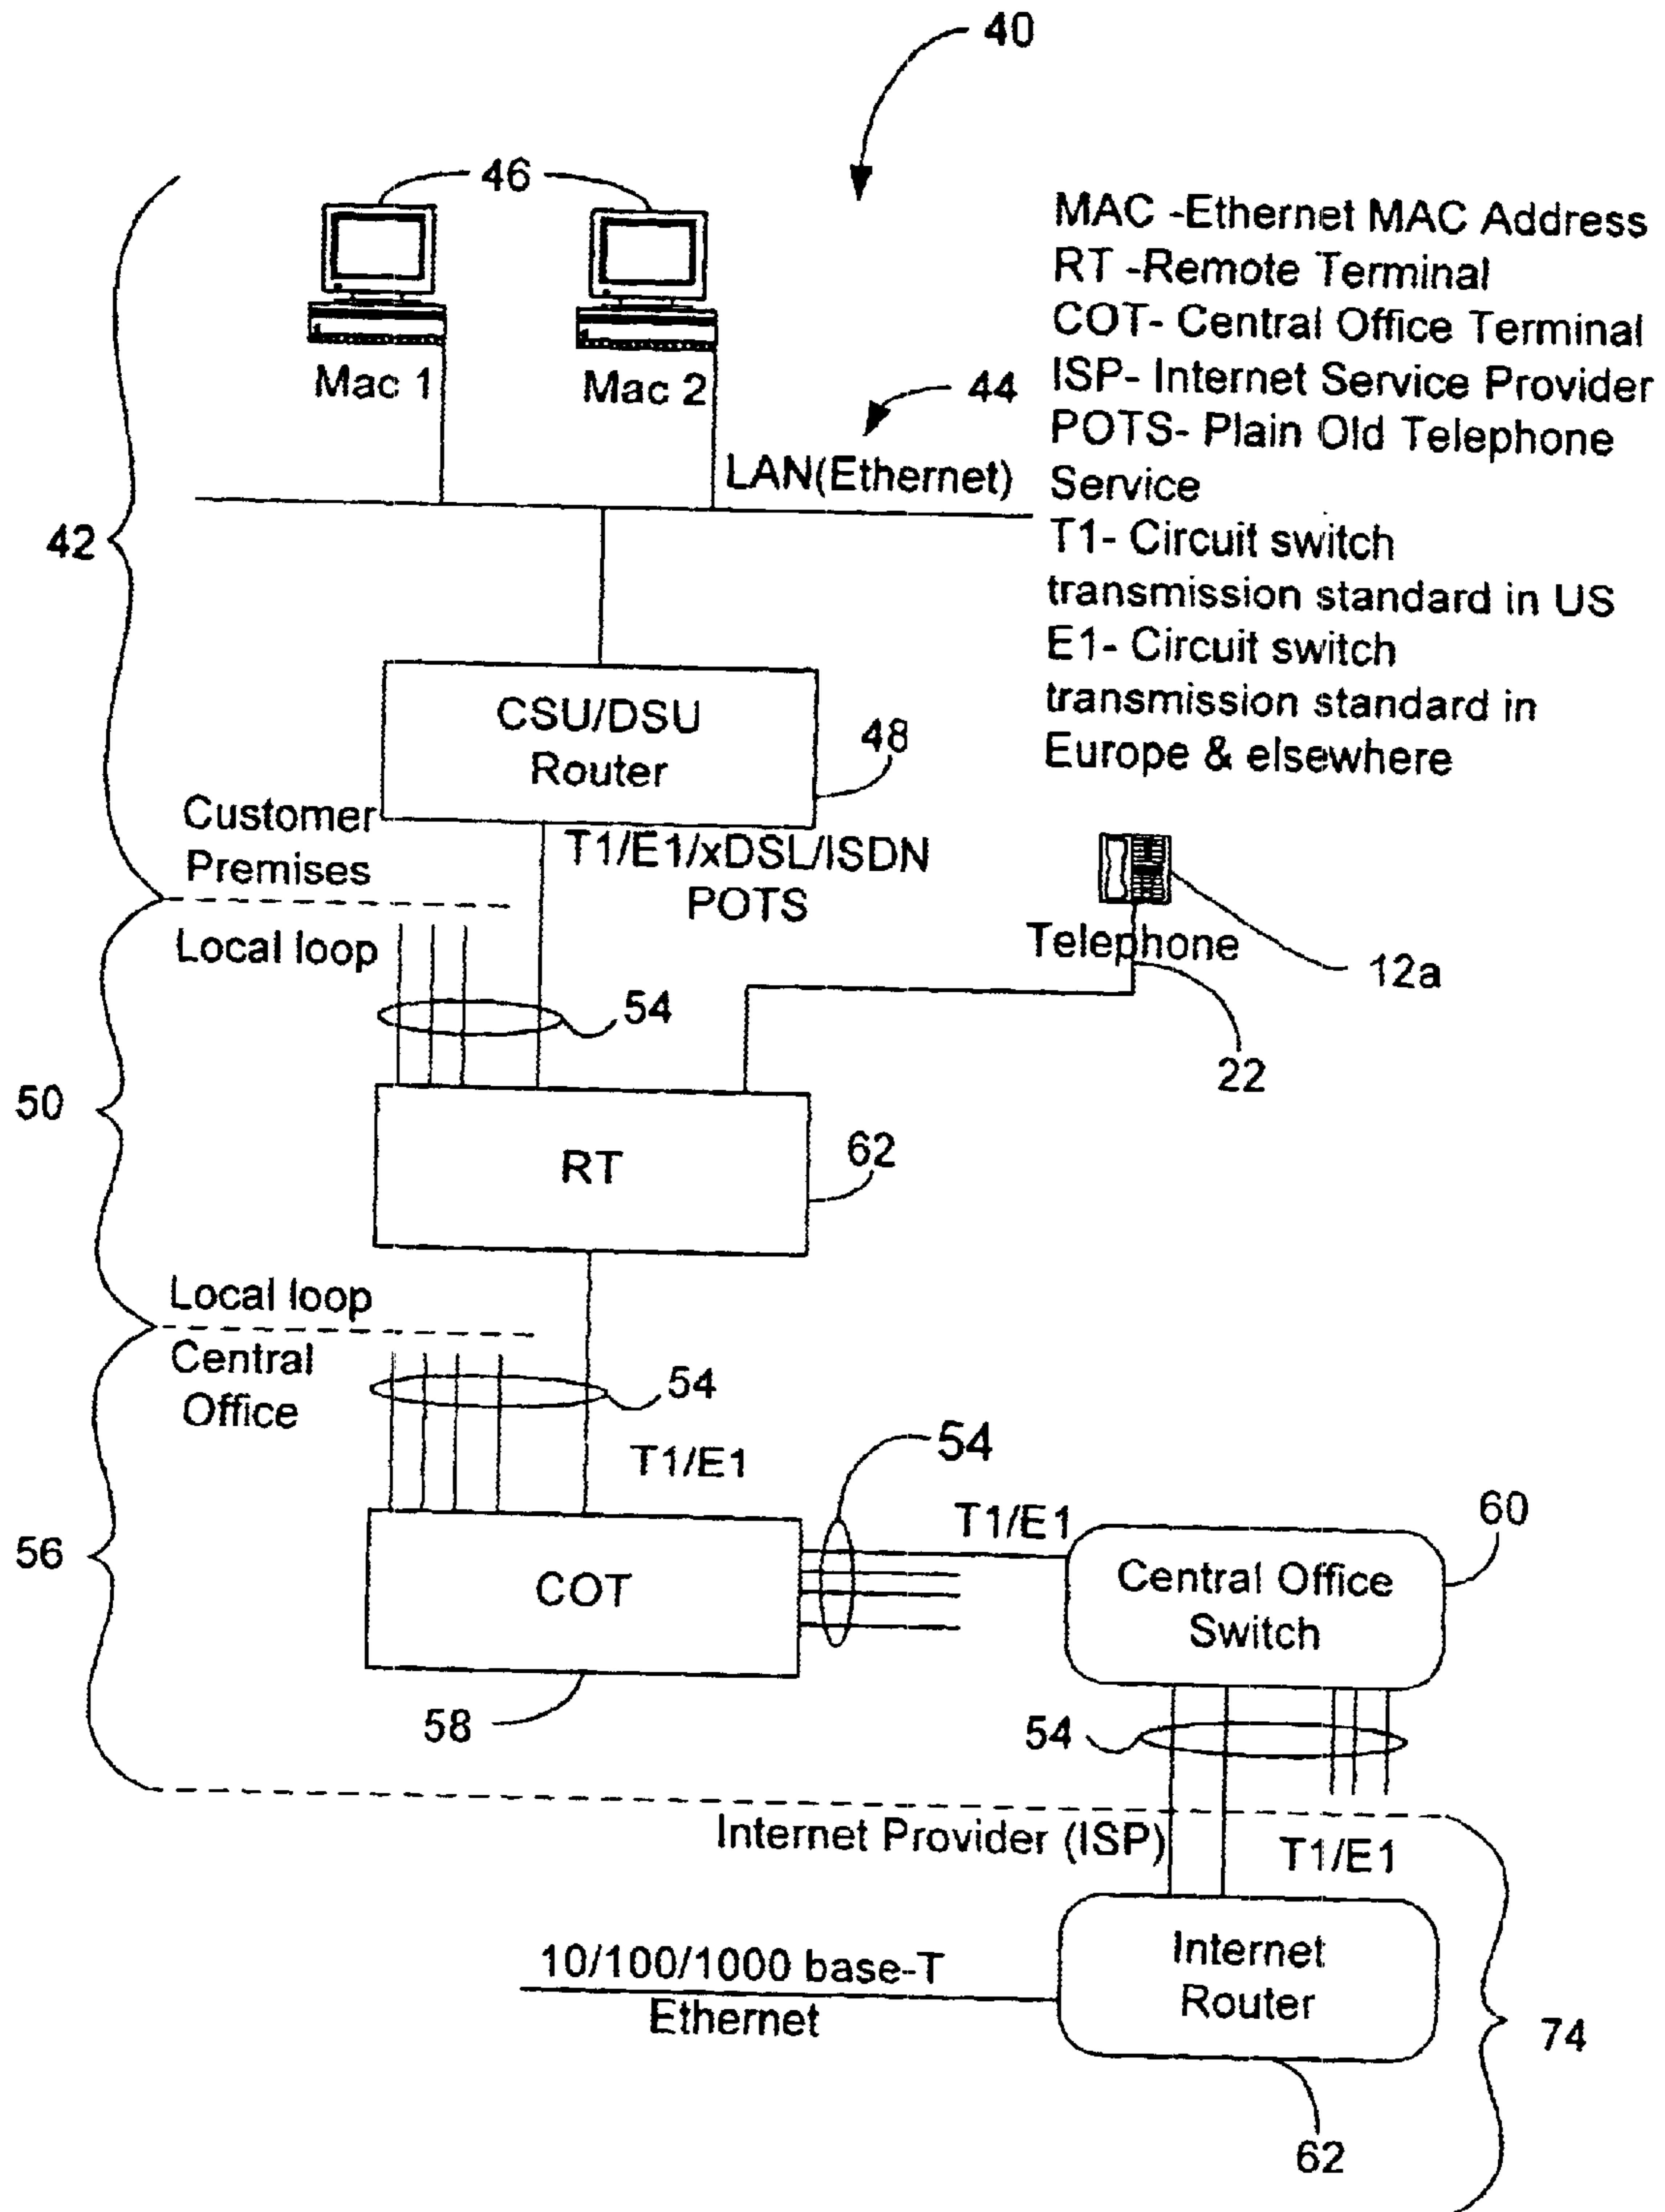 40
46
MAC -Ethernet MAC Address
RT -Remote Terminal
COT- Central Office Terminal
ISP- Internet Service Provider
POTS- Plain Old Telephone
Service
T1- Circuit switch
transmission standard in US
E1- Circuit switch
transmission standard in
Europe & elsewhere
Mac 1
Mac 2
44
LAN(Ethernet)
42
CSU/DSU
Router
48
Customer
Premises
T1/E1/xDSL/ISDN
POTS
Local loop
Telephone
12a
54
22
50
RT
62
Local loop
Central
Office
54
T1/E1
54
T1/E1
60
56
COT
Central Office
Switch
58
54
Internet Provider (ISP)
T1/E1
10/100/1000 base-T
Ethernet
Internet
Router
74
62